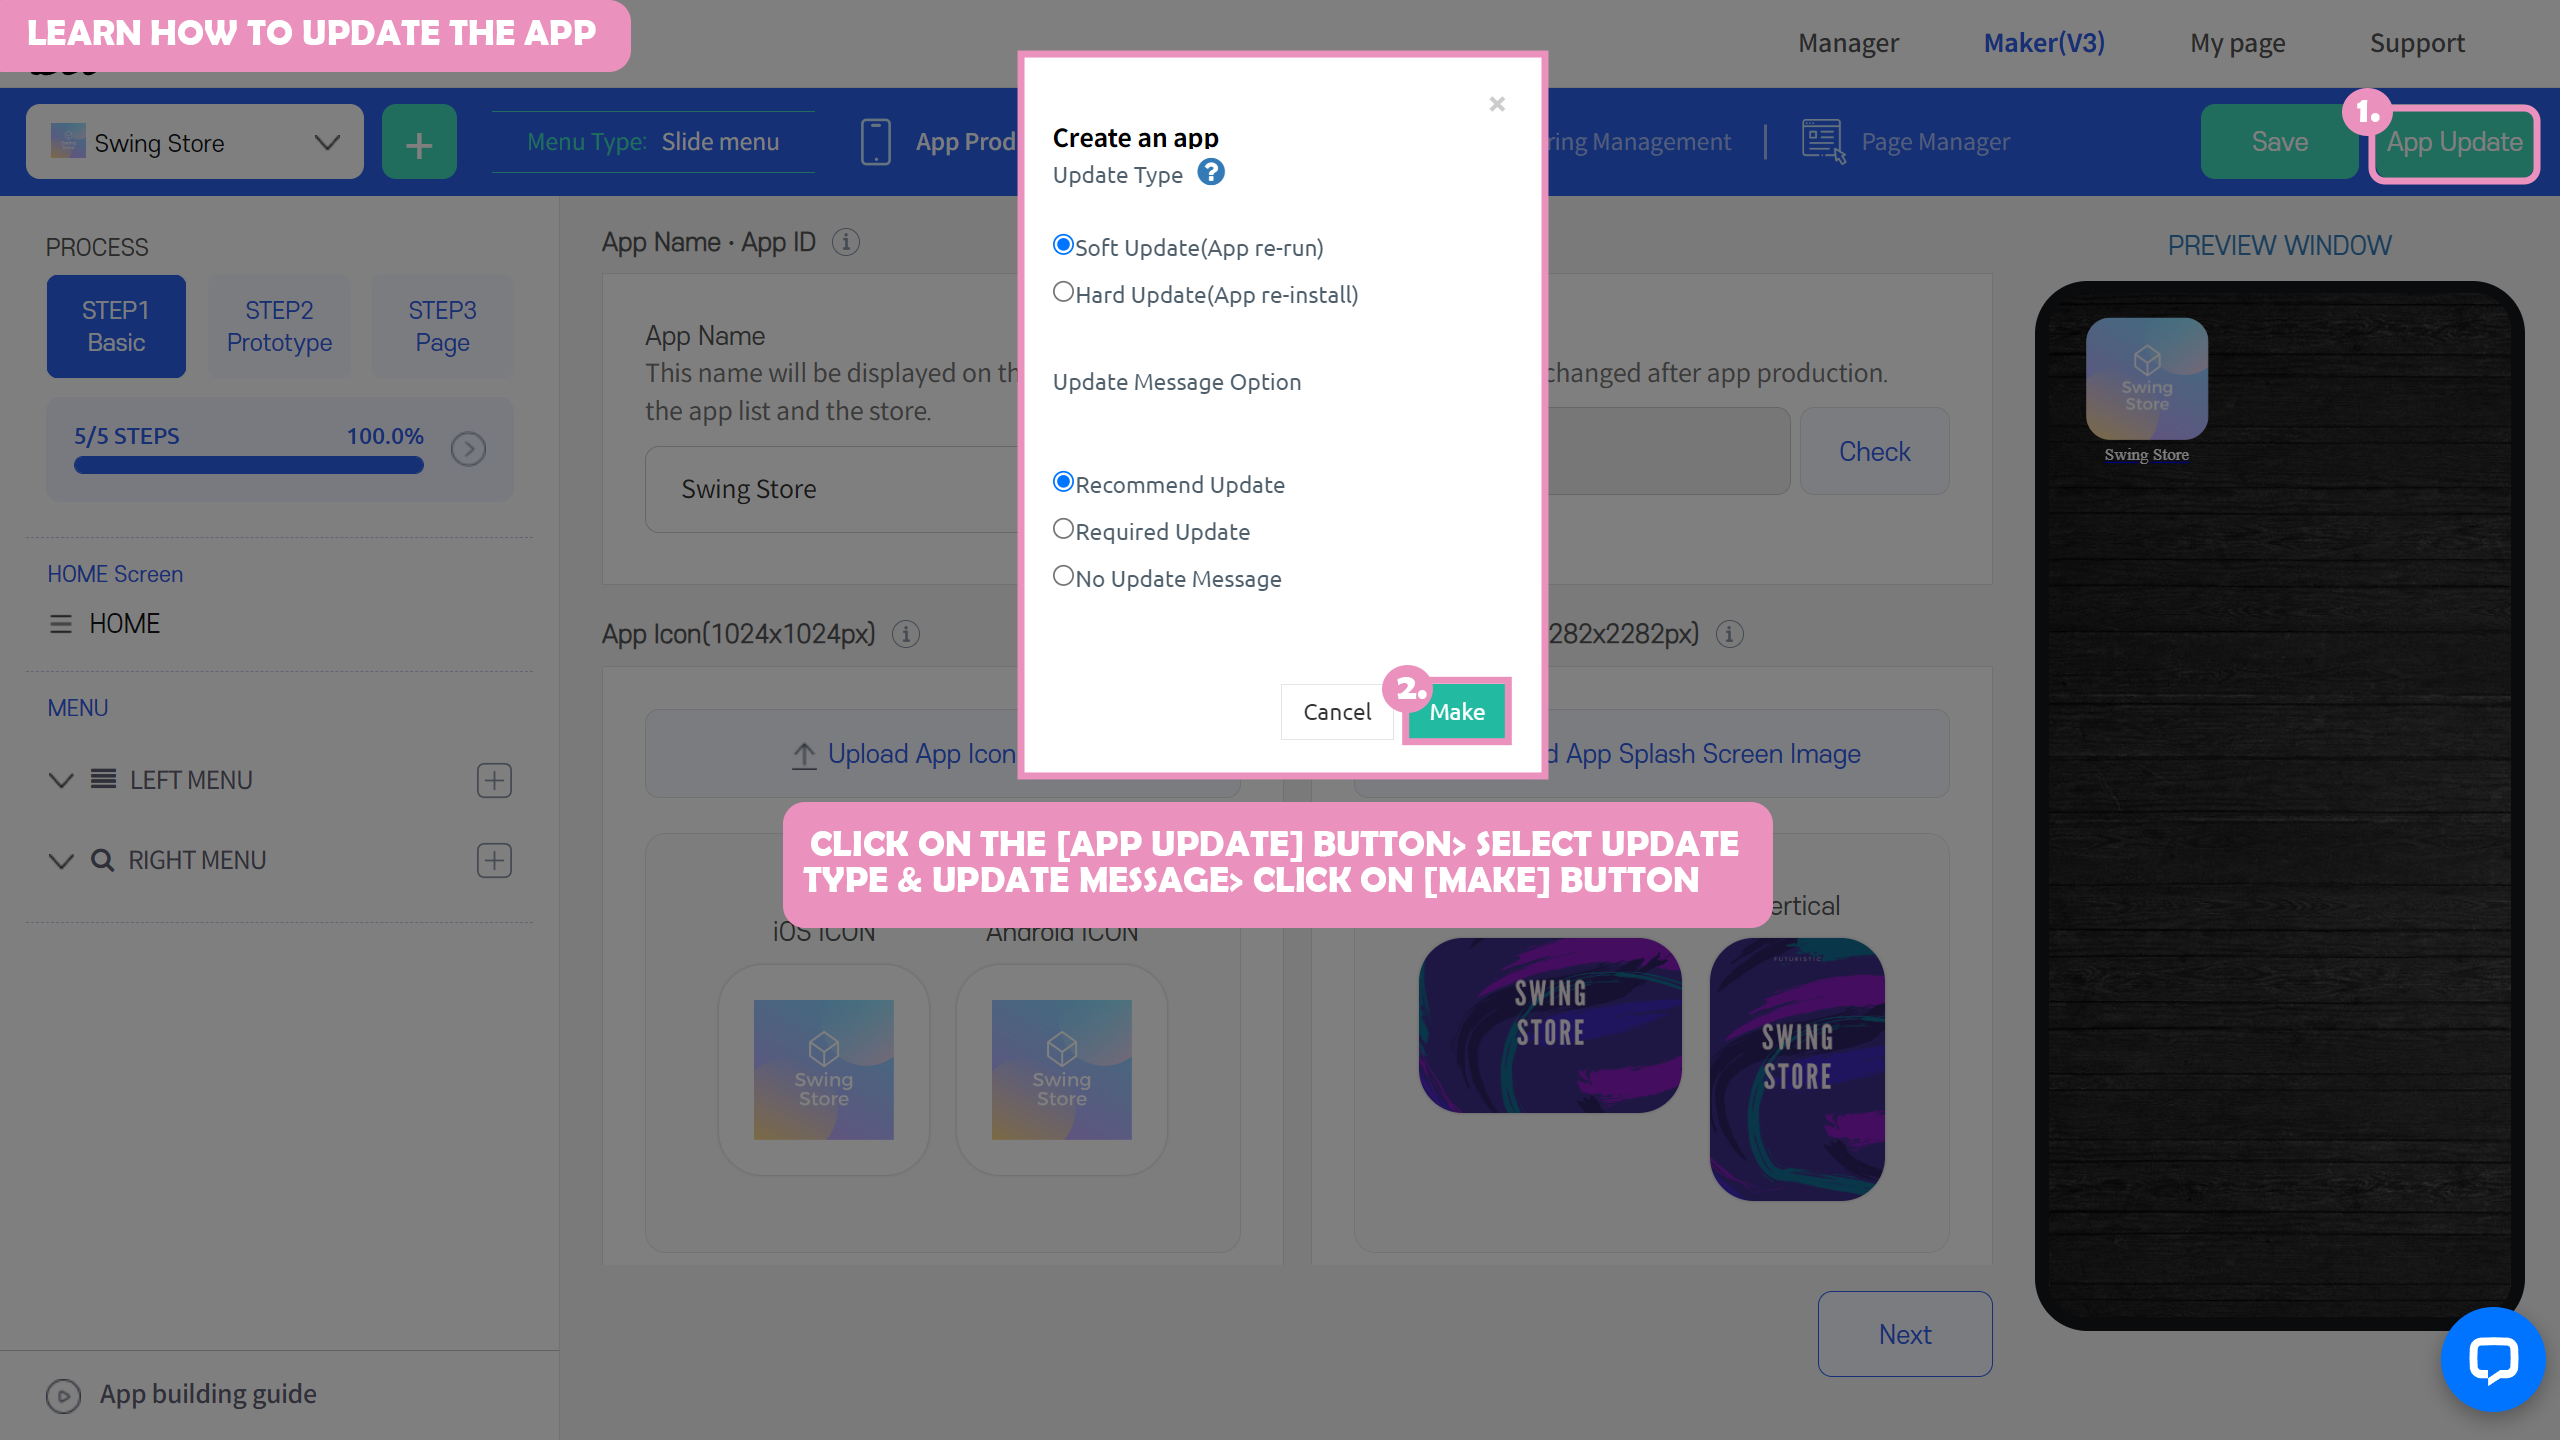 LEARN HOW TO UPDATE THE APP
Manager
Maker(V3)
My page
Support
Swing Store
Menu Type: Slide menu
App Prod
ring Management
Page Manager
Save
1.
App Update
PROCESS
STEP1
Basic
STEP2
Prototype
STEP3
Page
5/5 STEPS
100.0%
HOME Screen
HOME
MENU
LEFT MENU
RIGHT MENU
App building guide
App Name · App ID
App Name
This name will be displayed on th
the app list and the store.
Swing Store
changed after app production.
Check
App Icon(1024x1024px)
282x2282px)
Upload App Icon
d App Splash Screen Image
Create an app
Update Type
Soft Update(App re-run)
Hard Update(App re-install)
Update Message Option
Recommend Update
Required Update
No Update Message
Cancel
2.
Make
CLICK ON THE [APP UPDATE] BUTTON> SELECT UPDATE
TYPE & UPDATE MESSAGE> CLICK ON [MAKE] BUTTON
iOS ICON
Android ICON
ertical
Swing
Store
Swing
Store
SWING
STORE
FUTURISTIC
SWING
STORE
Next
PREVIEW WINDOW
Swing
Store
Swing Store